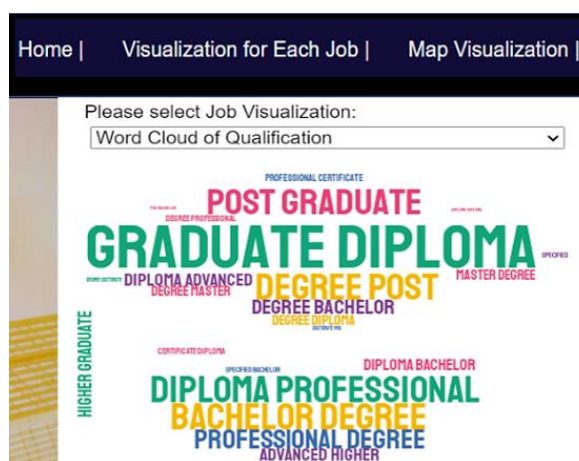 Home | Visualization for Each Job | Map Visualization |
Please select Job Visualization:
Word Cloud of Qualification
PROFESSIONAL CERTIFICATE
POST GRADUATE
DEGREE PROFESSIONAL
GRADUATE DIPLOMA
SPECIFIED
MASTER DEGREE
DEGREE DOCTORATE
DIPLOMA ADVANCED
DEGREE POST
DEGREE MASTER
DEGREE BACHELOR
DEGREE DIPLOMA
HIGHER GRADUATE
CERTIFICATE DIPLOMA
DIPLOMA BACHELOR
SPECIFIED BACHELOR
DIPLOMA PROFESSIONAL
BACHELOR DEGREE
PROFESSIONAL DEGREE
ADVANCED HIGHER